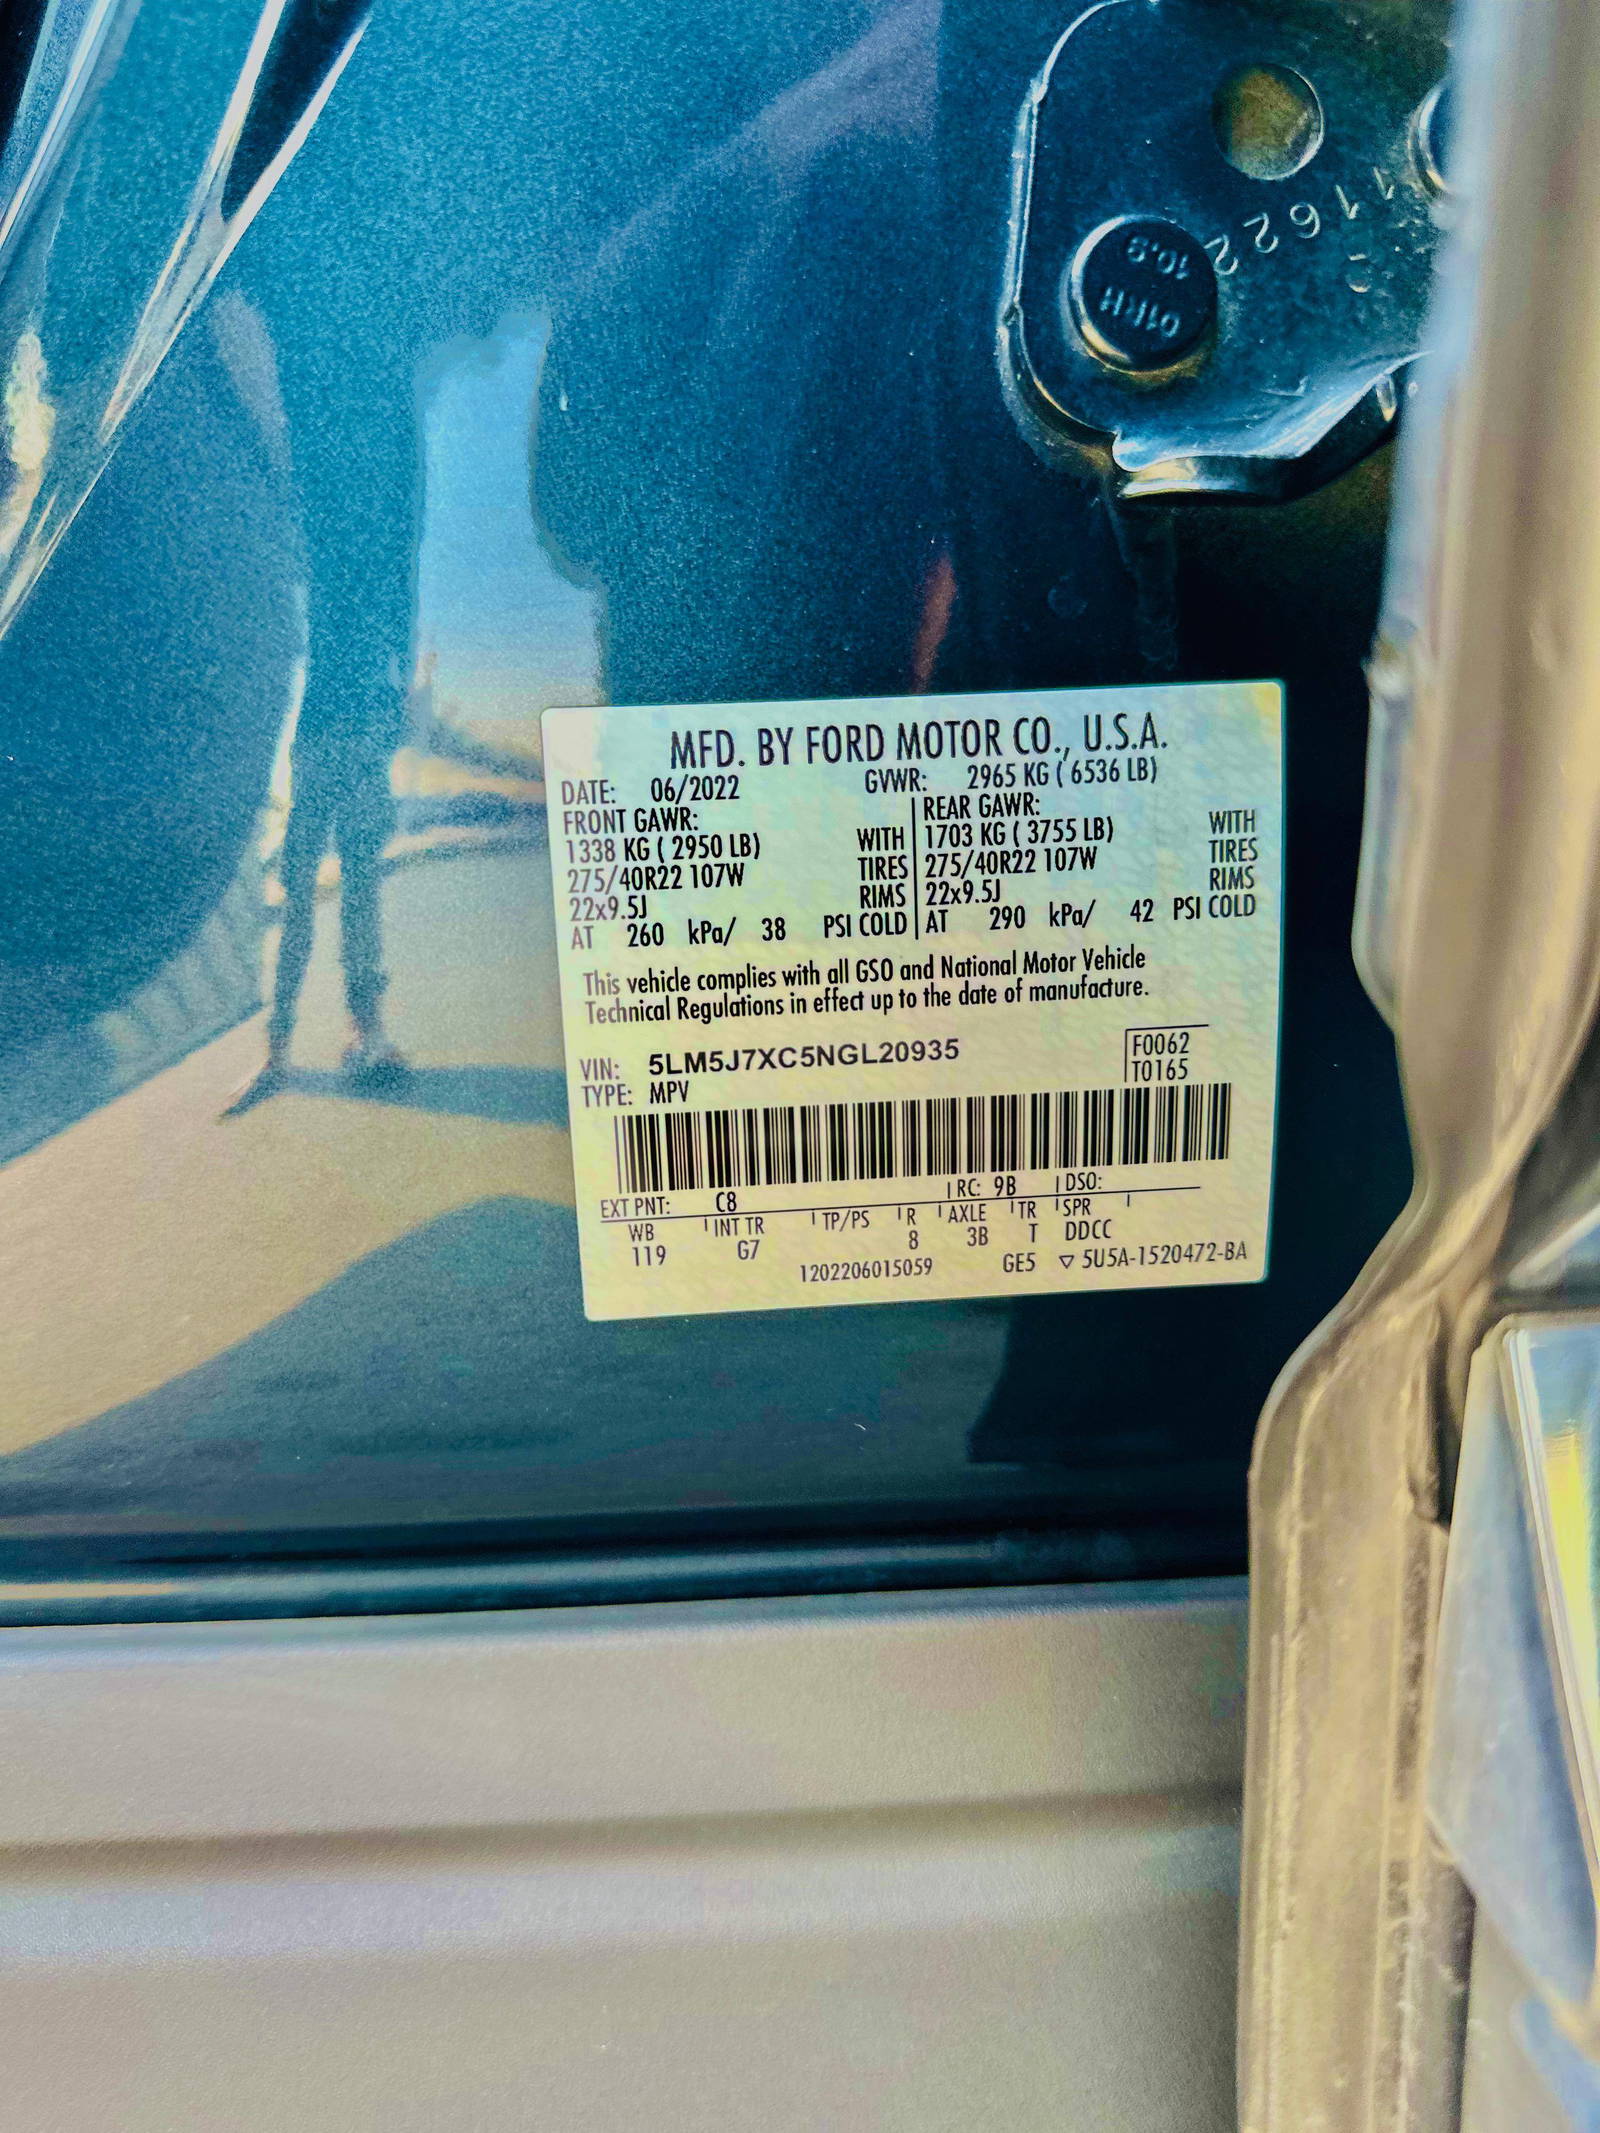 11622
10.9
01RH
MFD. BY FORD MOTOR CO., U.S.A.
DATE: 06/2022 GVWR: 2965 KG ( 6536 LB)
FRONT GAWR: REAR GAWR:
1338 KG ( 2950 LB) WITH 1703 KG ( 3755 LB) WITH
275/40R22 107W TIRES 275/40R22 107W TIRES
22x9.5J RIMS 22x9.5J RIMS
AT 260 kPa/ 38 PSI COLD AT 290 kPa/ 42 PSI COLD
This vehicle complies with all GSO and National Motor Vehicle
Technical Regulations in effect up to the date of manufacture.
VIN: 5LM5J7XC5NGL20935 F0062
TYPE: MPV T0165
EXT PNT: C8 RC: 9B DSO:
WB INT TR TP/PS R AXLE TR SPR
119 G7 8 3B T DDCC
1202206015059 GE5 ▽ 5U5A-1520472-BA